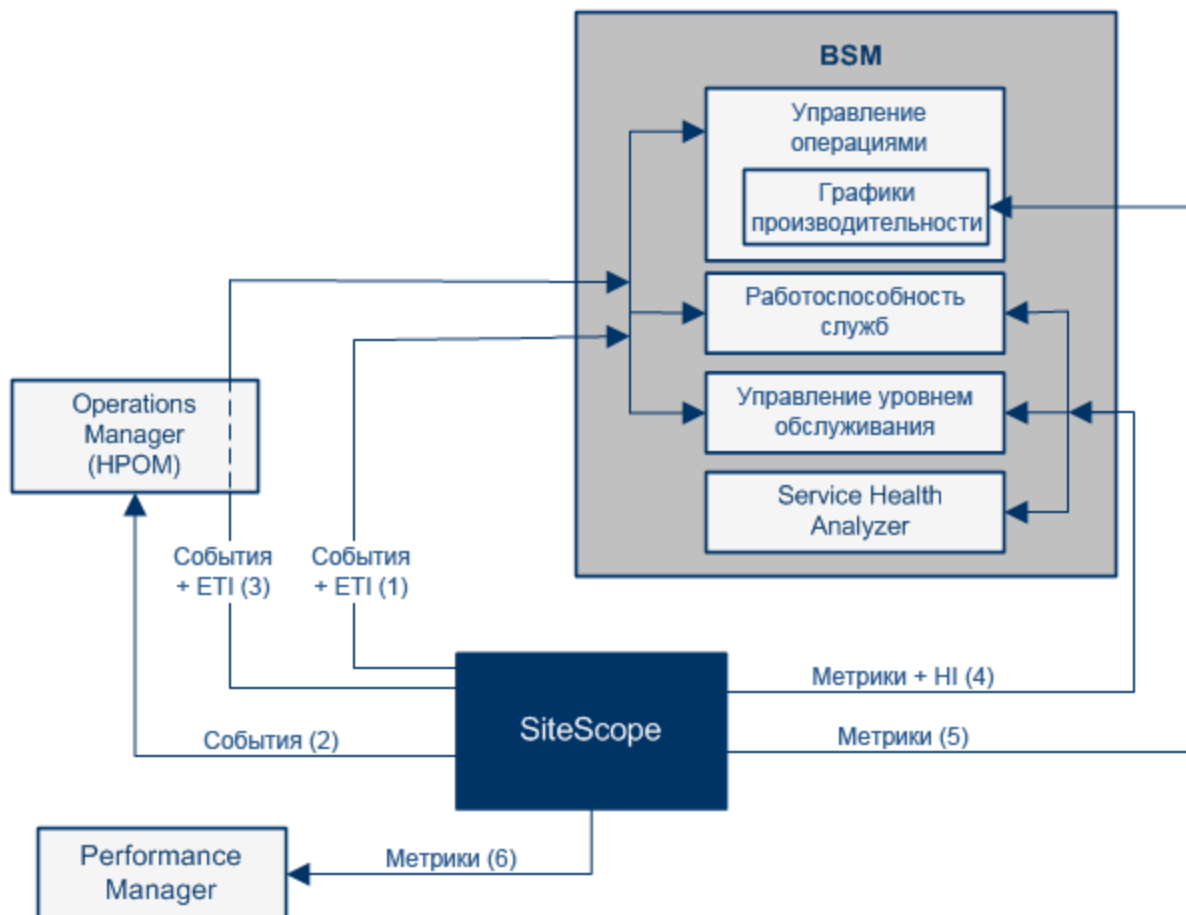 BSM
Управление
операциями
Графики
производительности
Работоспособность
служб
Управление уровнем
обслуживания
Service Health
Analyzer
Operations
Manager
(HPOM)
События
+ ETI (3)
События
+ ETI (1)
Метрики + HI (4)
SiteScope
События (2)
Метрики (5)
Метрики (6)
Performance
Manager